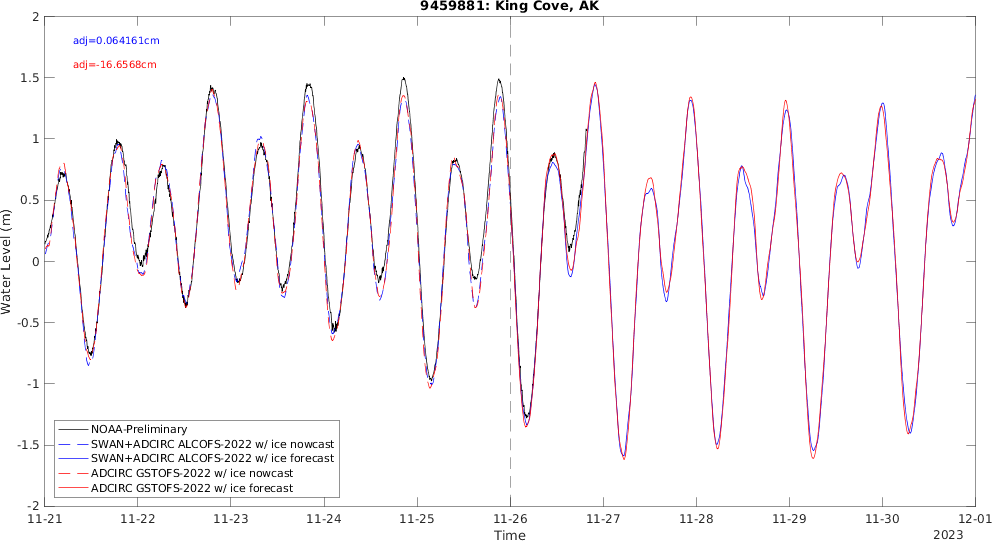 9459881: King Cove, AK
adj=0.064161cm
adj=-16.6568cm
Water Level (m)
2
1.5
1
0.5
0
-0.5
-1
-1.5
-2
NOAA-Preliminary
SWAN+ADCIRC ALCOFS-2022 w/ ice nowcast
SWAN+ADCIRC ALCOFS-2022 w/ ice forecast
ADCIRC GSTOFS-2022 w/ ice nowcast
ADCIRC GSTOFS-2022 w/ ice forecast
11-21 11-22 11-23 11-24 11-25 11-26 11-27 11-28 11-29 11-30 12-01
Time
2023